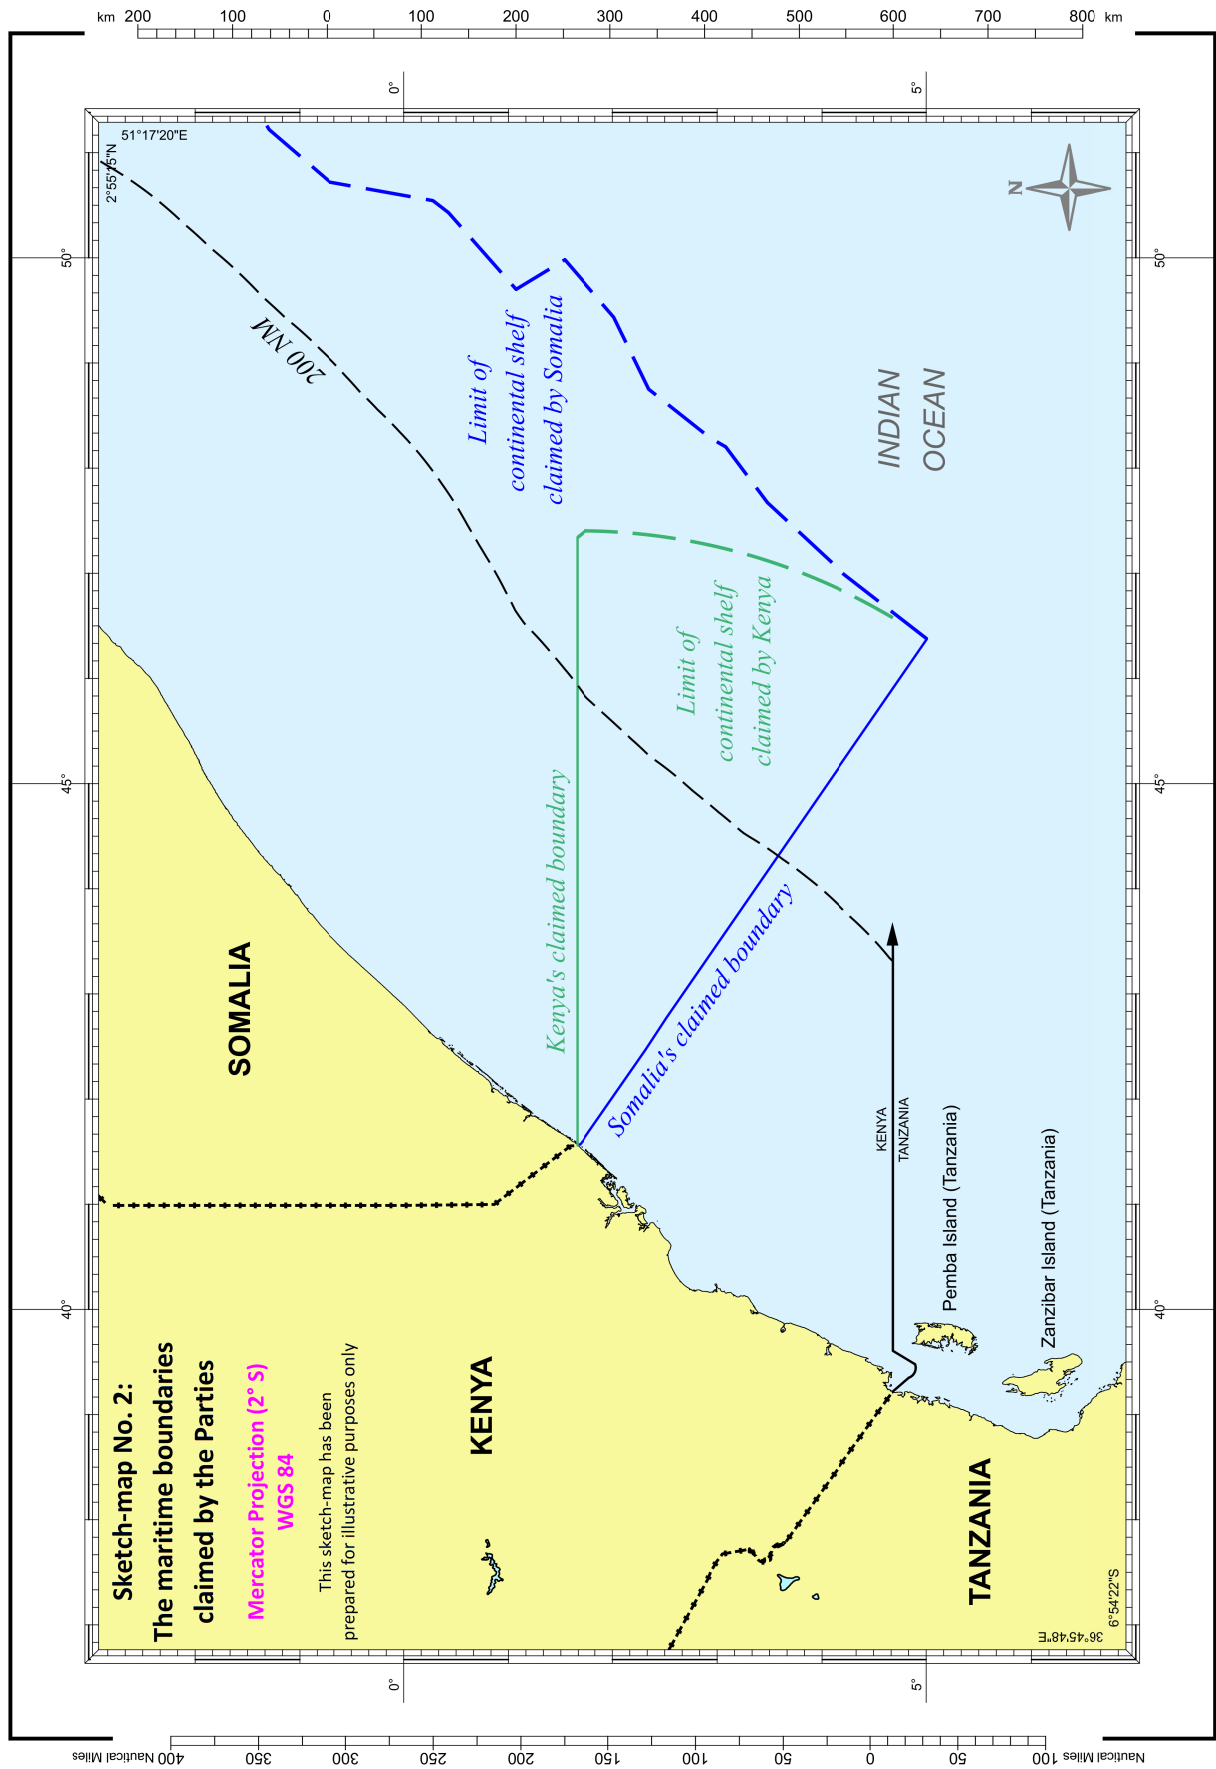 Sketch-map No. 2:
The maritime boundaries
claimed by the Parties
Mercator Projection (2° S)
WGS 84
This sketch-map has been
prepared for illustrative purposes only
SOMALIA
KENYA
TANZANIA
200 NM
Limit of
continental shelf
claimed by Somalia
Kenya's claimed boundary
Limit of
continental shelf
claimed by Kenya
Somalia's claimed boundary
INDIAN
OCEAN
KENYA
TANZANIA
Pemba Island (Tanzania)
Zanzibar Island (Tanzania)
N
2°55'15"N
51°17'20"E
6°54'22"S
36°45'48"E
40°
45°
50°
40°
45°
50°
0°
5°
0°
5°
km 200 100 0 100 200 300 400 500 600 700 800 km
Nautical Miles 400 350 300 250 200 150 100 50 0 50 100 Nautical Miles